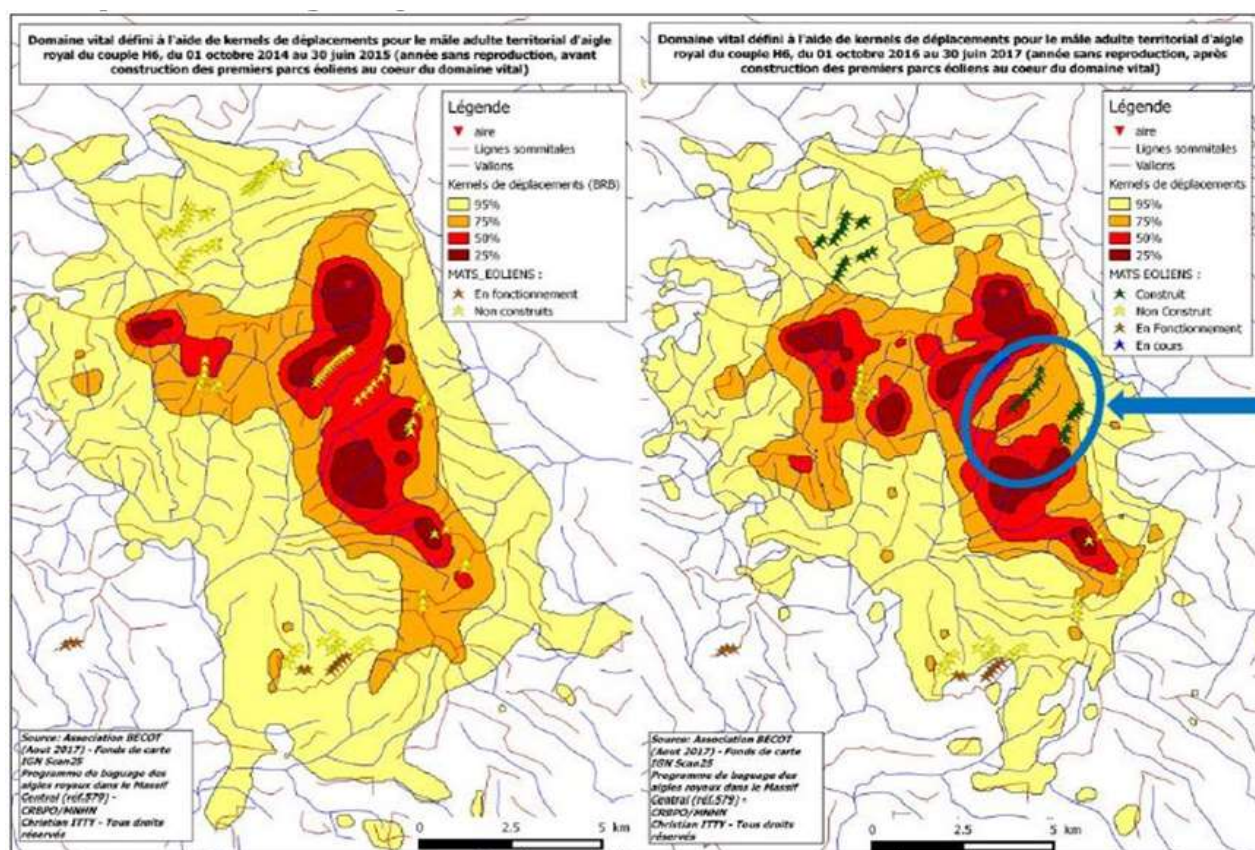 Domaine vital défini à l'aide de kernels de déplacements pour le mâle adulte territorial d'aigle
royal du couple H6, du 01 octobre 2014 au 30 juin 2015 (année sans reproduction, avant
construction des premiers parcs éoliens au coeur du domaine vital)
Légende
aire
Lignes sommitales
Vallons
Kernels de déplacements (BRB)
95%
75%
50%
25%
MATS_EOLIENS :
En fonctionnement
Non construits
Source: Association BECOT
(Aout 2017) - Fonds de carte
IGN Scan25
Programme de baguage des
aigles royaux dans le Massif
Central (réf.579) -
CRBPO/MNHN
Christian ITTY - Tous droits
réservés
0 2.5 5 km
Domaine vital défini à l'aide de kernels de déplacements pour le mâle adulte territorial d'aigle
royal du couple H6, du 01 octobre 2016 au 30 juin 2017 (année sans reproduction, après
construction des premiers parcs éoliens au coeur du domaine vital)
Légende
aire
Lignes sommitales
Vallons
Kernels de déplacements
95%
75%
50%
25%
MATS EOLIENS :
Construit
Non Construit
En Fonctionnement
En cours
Source: Association BECOT
(Aout 2017) - Fonds de carte
IGN Scan25
Programme de baguage des
aigles royaux dans le Massif
Central (réf.579) -
CRBPO/MNHN
Christian ITTY - Tous droits
réservés
0 2.5 5 km